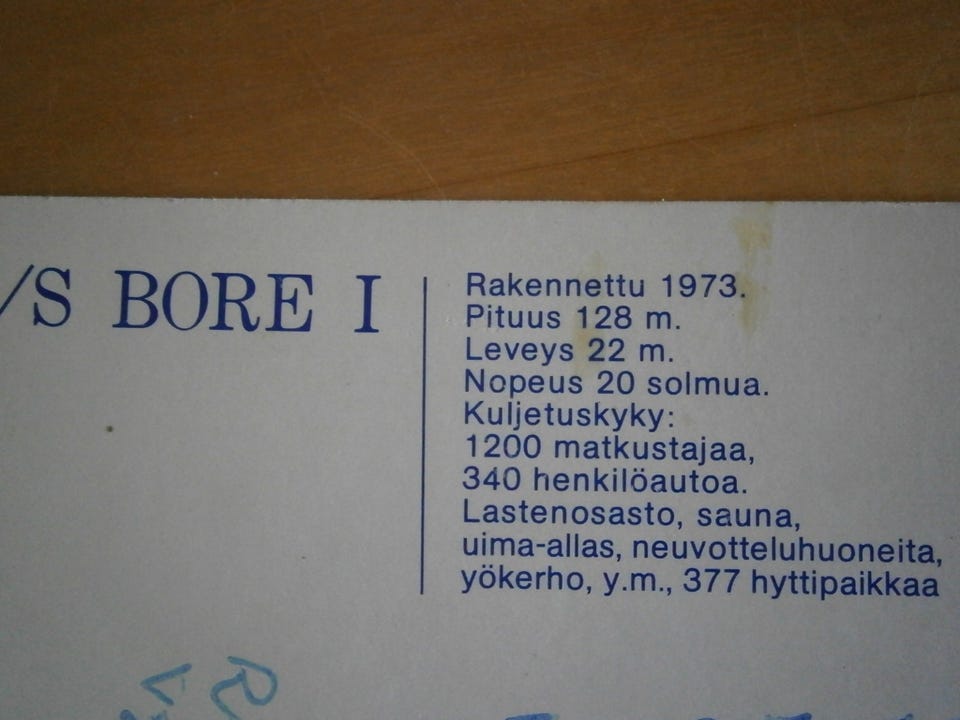 /S BORE I
Rakennettu 1973.
Pituus 128 m.
Leveys 22 m.
Nopeus 20 solmua.
Kuljetuskyky:
1200 matkustajaa,
340 henkilöautoa.
Lastenosasto, sauna,
uima-allas, neuvotteluhuoneita,
yökerho, y.m., 377 hyttipaikkaa